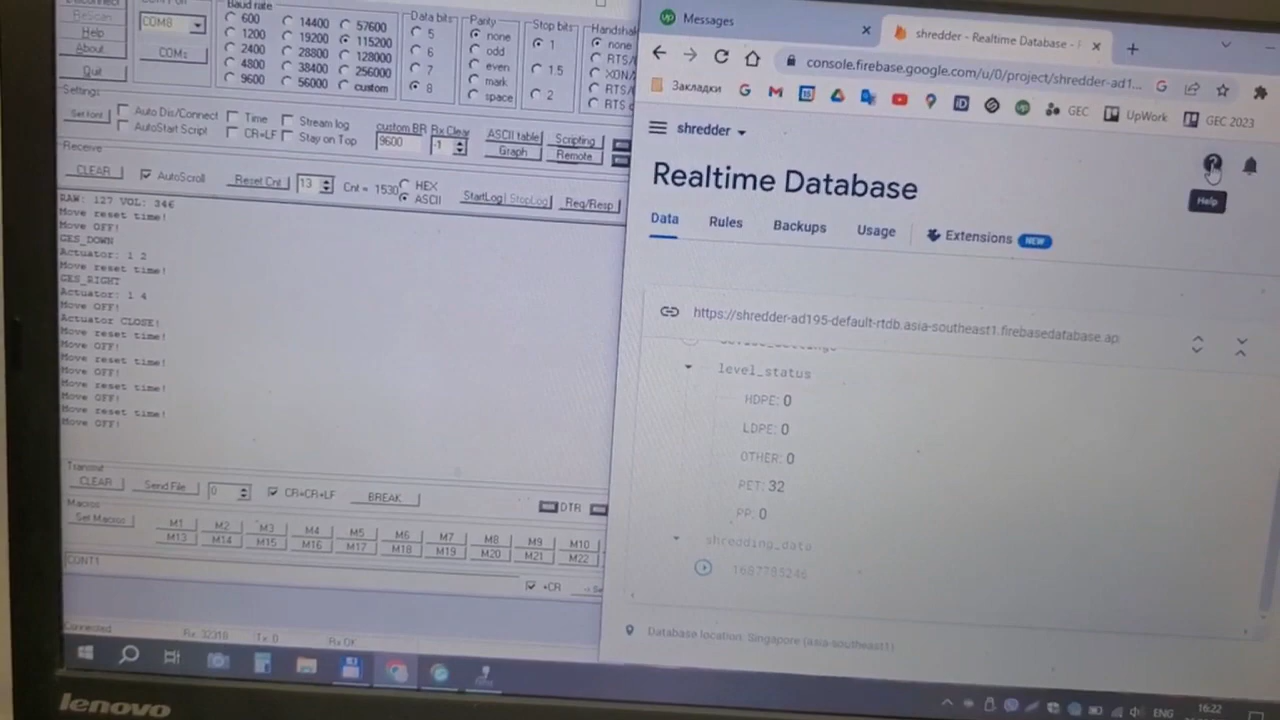 Disconnect
Rescan
Help
About..
Quit
COM8
COMs
Baud rate
600
1200
2400
4800
9600
14400
19200
28800
38400
56000
57600
115200
128000
256000
custom
Data bits
5
6
7
8
Parity
none
odd
even
mark
space
Stop bits
1
1.5
2
none
Settings
Set font
Auto Dis/Connect
AutoStart Script
Time
CR=LF
Stream log
Stay on Top
custom BR
9600
Rx Clear
-1
ASCII table
Graph
Scripting
Remote
Receive
CLEAR
AutoScroll
Reset Cnt
13
Cnt = 1530
HEX
ASCII
StartLog
StopLog
Req/Resp
RAW: 127 VOL: 346
Move reset time!
Move OFF!
GES_DOWN
Actuator: 1 2
Move reset time!
GES_RIGHT
Actuator: 1 4
Move OFF!
Actuator CLOSE!
Move reset time!
Move OFF!
Move reset time!
Move OFF!
Move reset time!
Move OFF!
Move reset time!
Move OFF!
Transmit
CLEAR
Send File
0
CR=CR+LF
BREAK
DTR
Macros
Set Macros
M1 M2 M3 M4 M5 M6 M7 M8 M9 M10
M13 M14 M15 M16 M17 M18 M19 M20 M21 M22
CONT1
+CR
Connected
Rx: 32318
Tx: 0
Rx OK
Messages
shredder - Realtime Database - F
console.firebase.google.com/u/0/project/shredder-ad1...
Закладки
GEC
UpWork
GEC 2023
shredder
Realtime Database
Help
Data Rules Backups Usage Extensions NEW
https://shredder-ad195-default-rtdb.asia-southeast1.firebasedatabase.ap
level_status
HDPE: 0
LDPE: 0
OTHER: 0
PET: 32
PP: 0
shredding_data
1687785246
Database location: Singapore (asia-southeast1)
ENG
16:22
lenovo